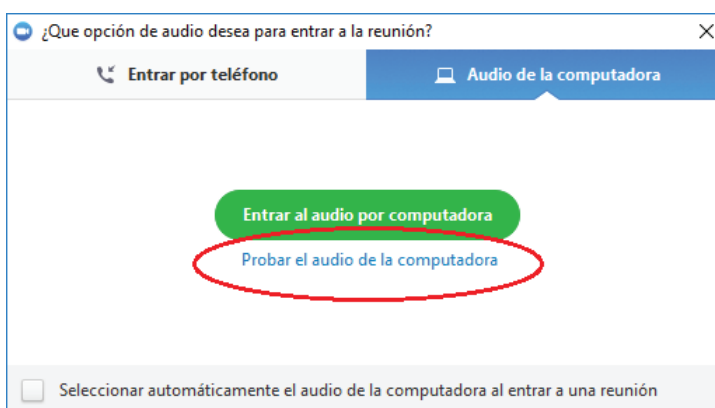 ¿Que opción de audio desea para entrar a la reunión?
Entrar por teléfono
Audio de la computadora
Entrar al audio por computadora
Probar el audio de la computadora
Seleccionar automáticamente el audio de la computadora al entrar a una reunión